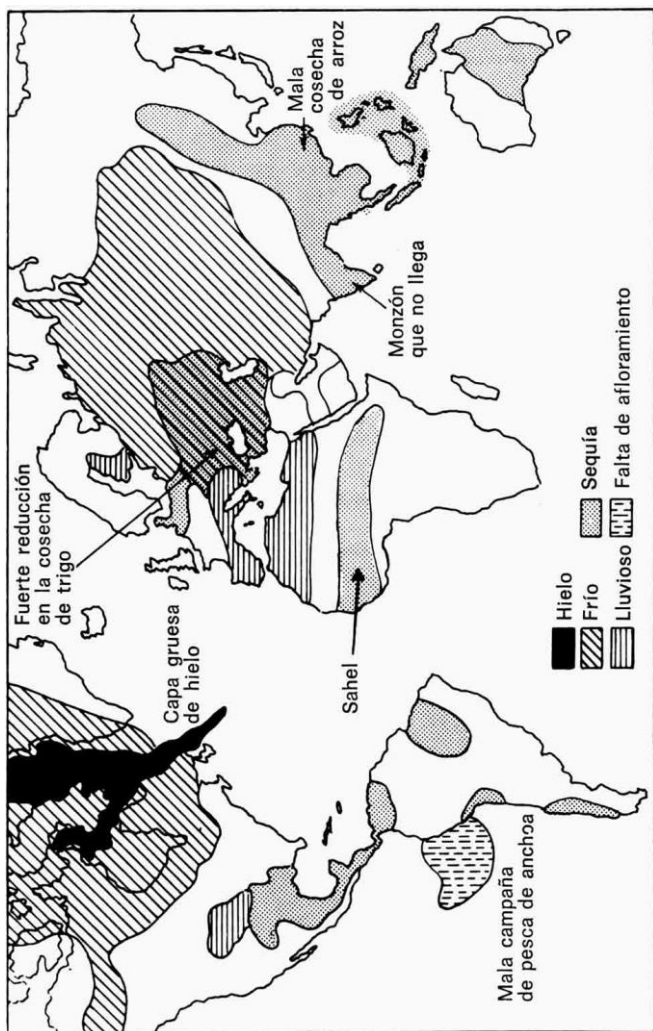 Fuerte reducción
en la cosecha
de trigo
Capa gruesa
de hielo
Sahel
Mala campaña
de pesca de anchoa
Monzón
que no llega
Mala
cosecha
de arroz
Hielo
Frío
Lluvioso
Sequía
Falta de afloramiento